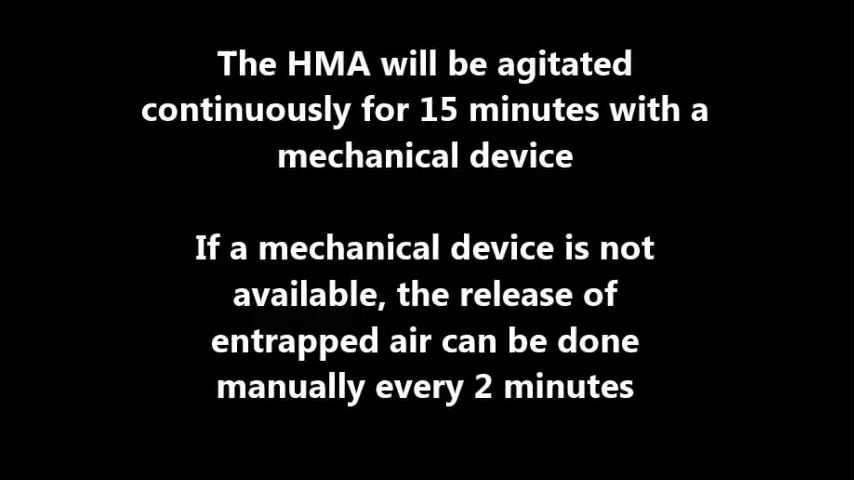 The HMA will be agitated
continuously for 15 minutes with a
mechanical device
If a mechanical device is not
available, the release of
entrapped air can be done
manually every 2 minutes